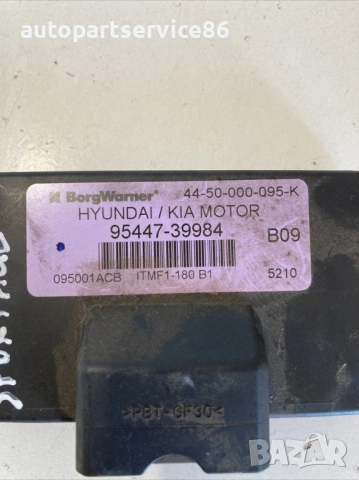 autopartservice86
BorgWarner® 44-50-000-095-K
HYUNDAI / KIA MOTOR
95447-39984 B09
095001ACB ITMF1-180 B1 5210
SPORTAGE
>PBT-GF30<
BAZAR